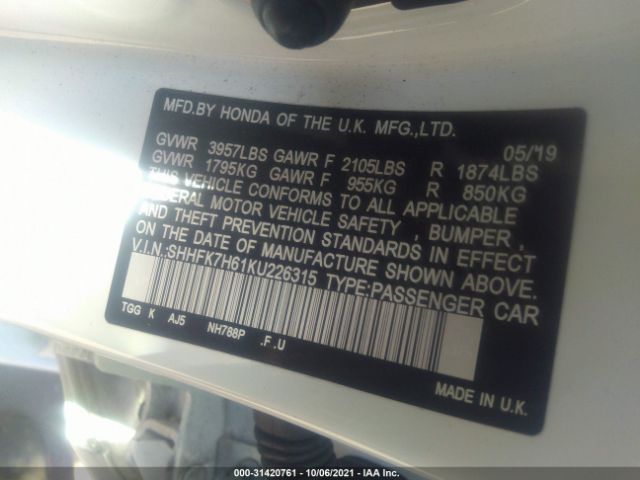 MFD.BY HONDA OF THE U.K. MFG.,LTD.
05/19
GVWR 3957LBS GAWR F 2105LBS R 1874LBS
GVWR 1795KG GAWR F 955KG R 850KG
THIS VEHICLE CONFORMS TO ALL APPLICABLE
FEDERAL MOTOR VEHICLE SAFETY , BUMPER ,
AND THEFT PREVENTION STANDARDS IN EFFECT
ON THE DATE OF MANUFACTURE SHOWN ABOVE.
V.I.N.:SHHFK7H61KU226315 TYPE:PASSENGER CAR
TGG K AJ5 NH788P .F .U
MADE IN U.K.
000-31420761 - 10/06/2021 - IAA Inc.